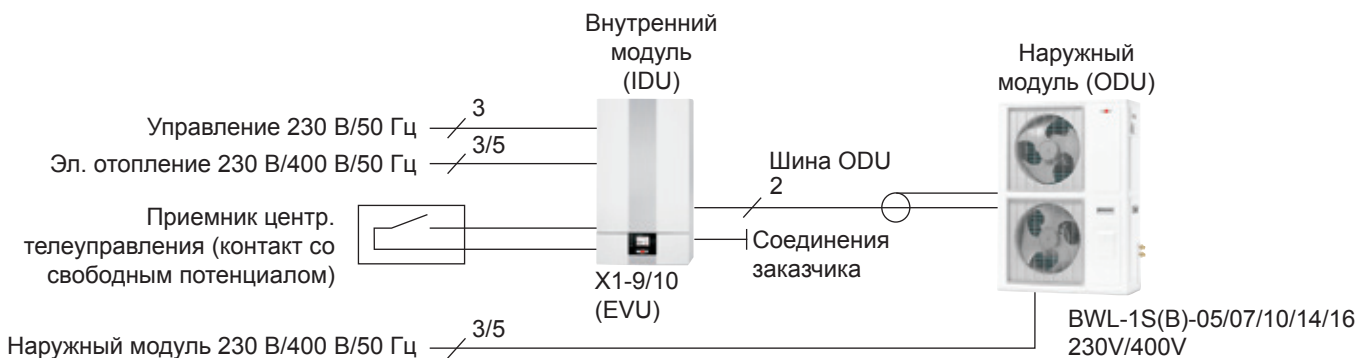 Внутренний
модуль
(IDU)
Наружный
модуль (ODU)
Управление 230 В/50 Гц
3
Эл. отопление 230 В/400 В/50 Гц
3/5
Шина ODU
2
Приемник центр.
телеуправления (контакт со
свободным потенциалом)
Соединения
заказчика
X1-9/10
(EVU)
Наружный модуль 230 В/400 В/50 Гц
3/5
BWL-1S(B)-05/07/10/14/16
230V/400V